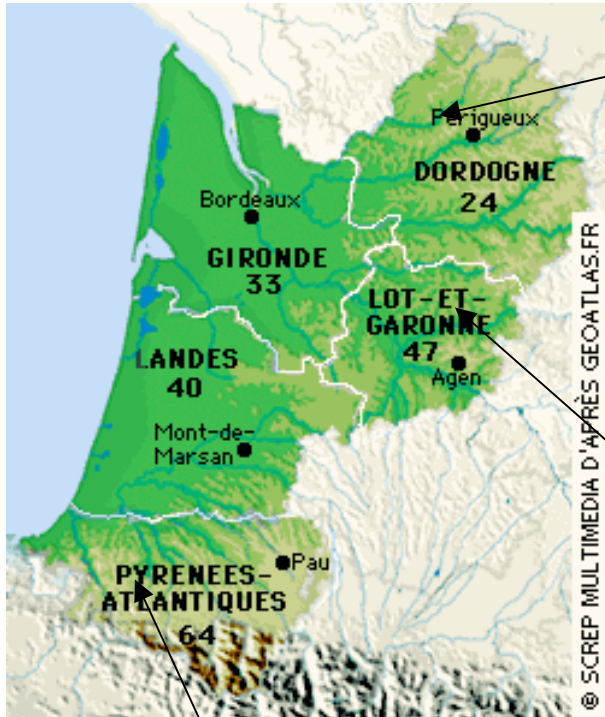 Périgueux
DORDOGNE
24
Bordeaux
GIRONDE
33
LOT-ET-
GARONNE
47
Agen
LANDES
40
Mont-de-
Marsan
Pau
PYRENEES-
ATLANTIQUES
64
© SCREP MULTIMEDIA D'APRÈS GEOATLAS.FR